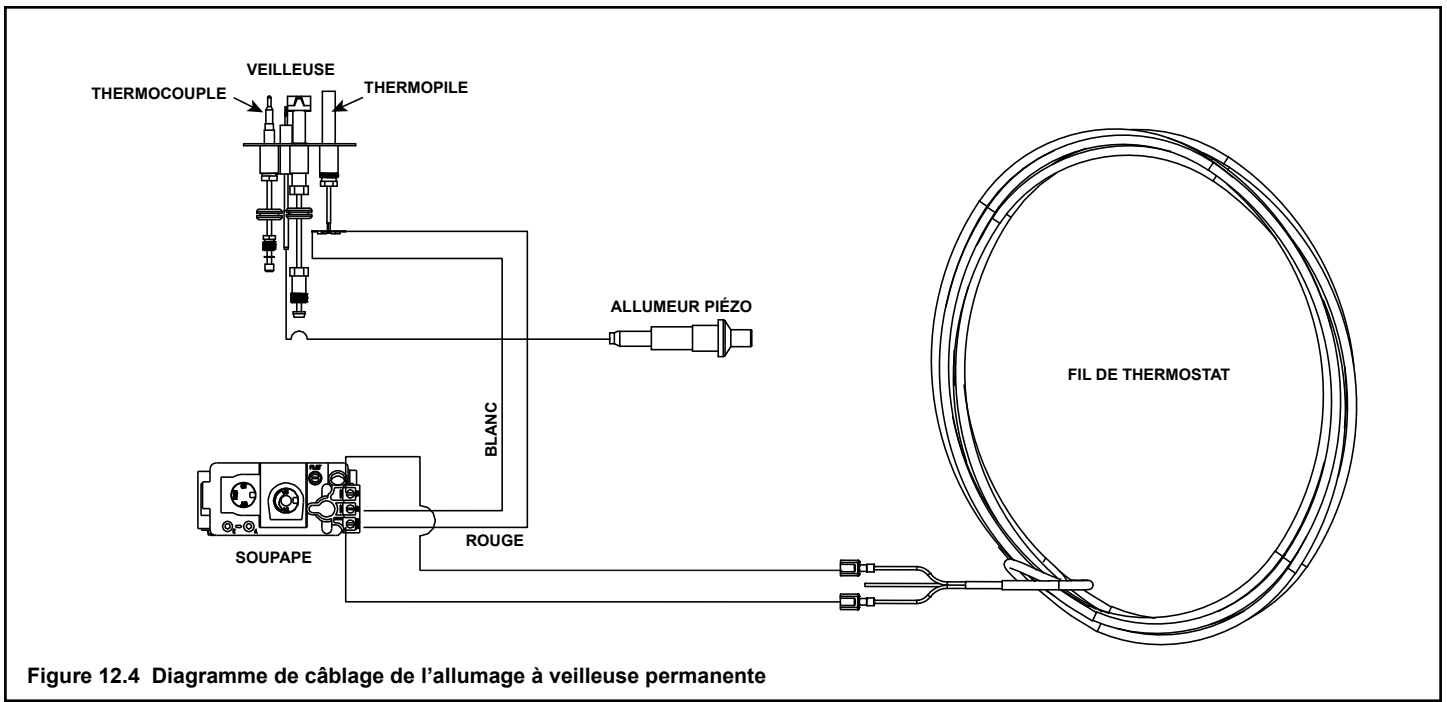 VEILLEUSE
THERMOCOUPLE
THERMOPILE
ALLUMEUR PIÉZO
FIL DE THERMOSTAT
BLANC
ROUGE
SOUPAPE
Figure 12.4 Diagramme de câblage de l’allumage à veilleuse permanente